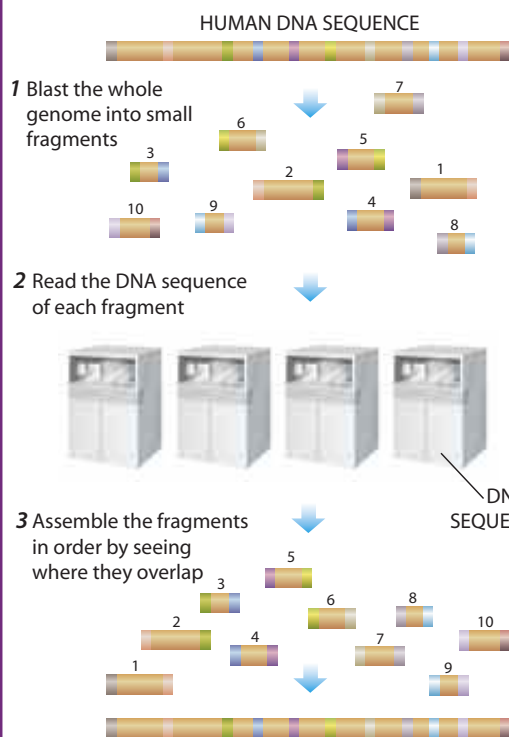 HUMAN DNA SEQUENCE
1 Blast the whole
genome into small
fragments
7
6
5
3
2
1
10
9
4
8
2 Read the DNA sequence
of each fragment
3 Assemble the fragments
in order by seeing
where they overlap
5
3
6
8
2
10
4
7
1
9